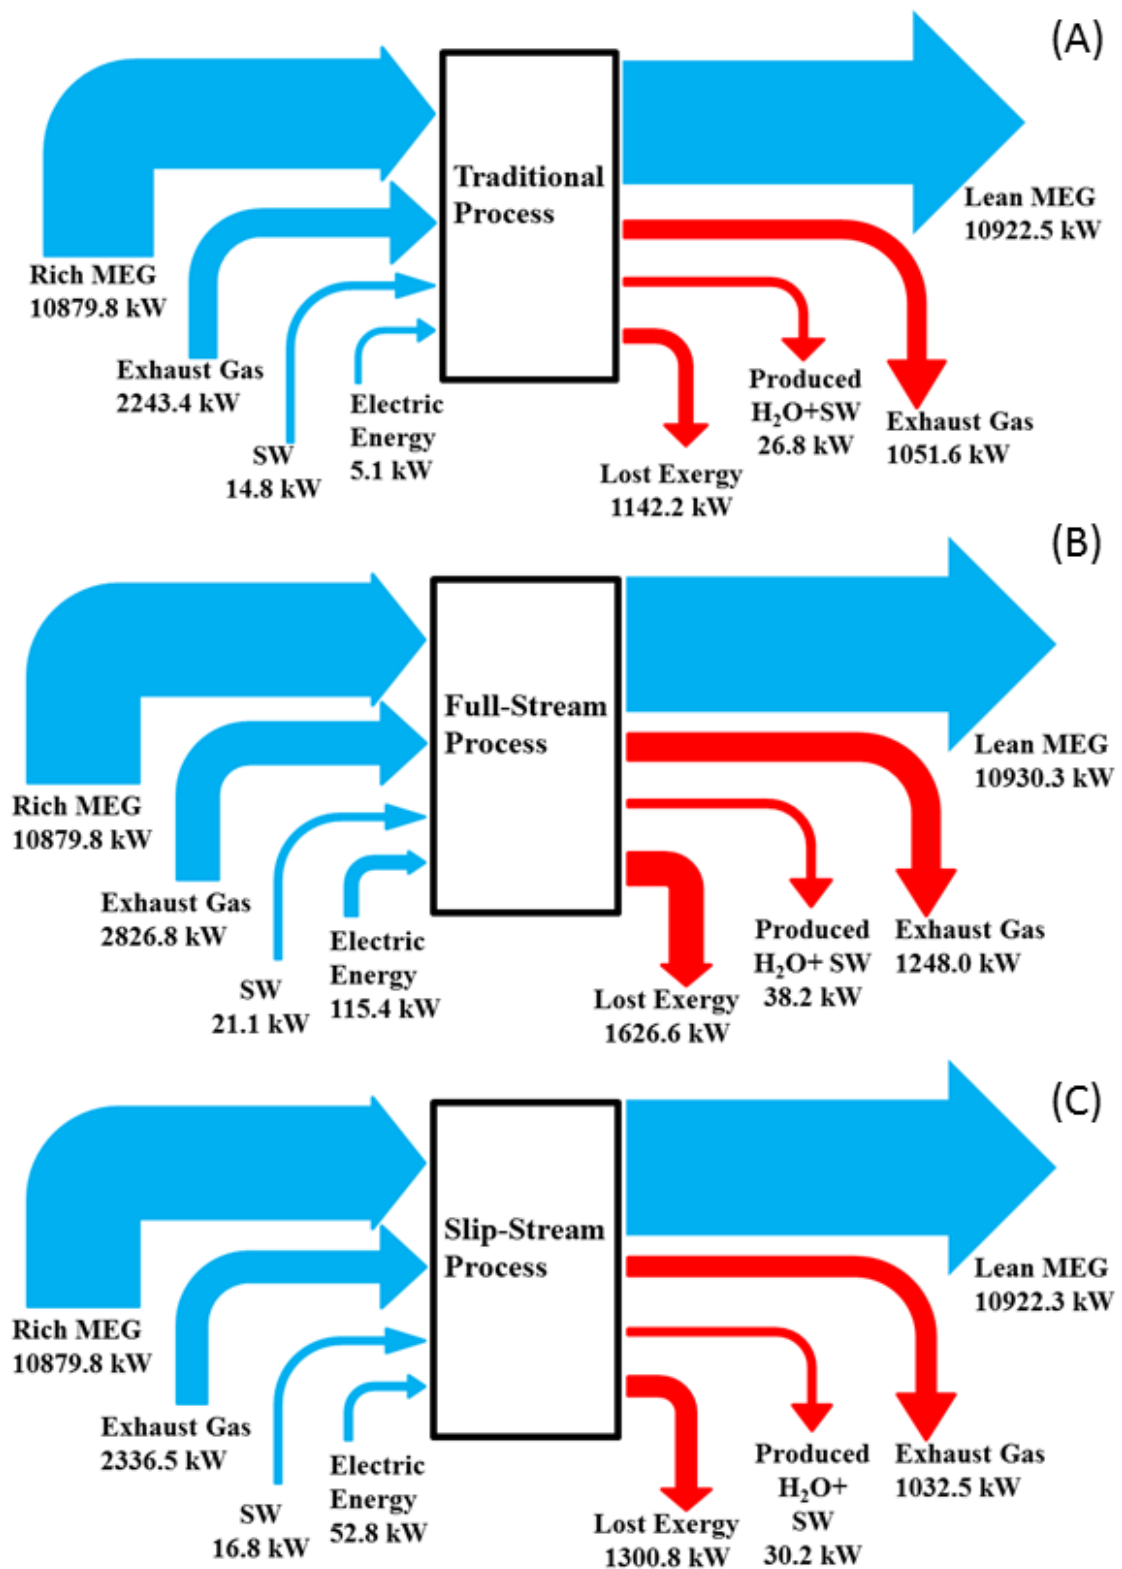 (A)
Traditional
Process
Lean MEG
10922.5 kW
Rich MEG
10879.8 kW
Exhaust Gas
2243.4 kW
SW
14.8 kW
Electric
Energy
5.1 kW
Lost Exergy
1142.2 kW
Produced
H₂O+SW
26.8 kW
Exhaust Gas
1051.6 kW
(B)
Full-Stream
Process
Lean MEG
10930.3 kW
Rich MEG
10879.8 kW
Exhaust Gas
2826.8 kW
SW
21.1 kW
Electric
Energy
115.4 kW
Lost Exergy
1626.6 kW
Produced
H₂O+ SW
38.2 kW
Exhaust Gas
1248.0 kW
(C)
Slip-Stream
Process
Lean MEG
10922.3 kW
Rich MEG
10879.8 kW
Exhaust Gas
2336.5 kW
SW
16.8 kW
Electric
Energy
52.8 kW
Lost Exergy
1300.8 kW
Produced
H₂O+
SW
30.2 kW
Exhaust Gas
1032.5 kW